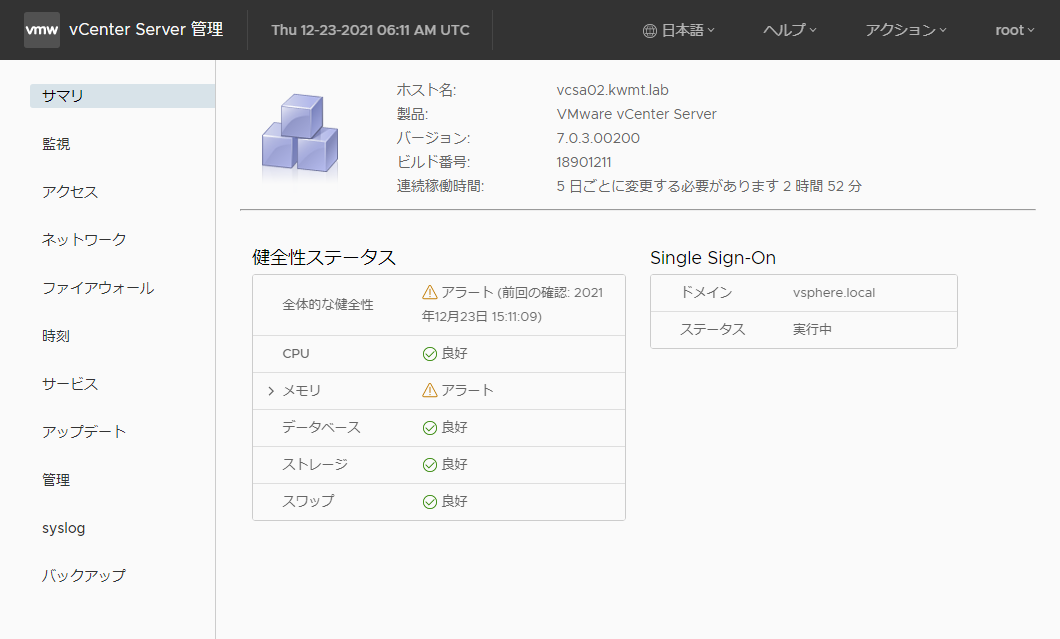 vmw vCenter Server 管理 Thu 12-23-2021 06:11 AM UTC 日本語 ヘルプ アクション root
サマリ
監視
アクセス
ネットワーク
ファイアウォール
時刻
サービス
アップデート
管理
syslog
バックアップ
ホスト名: vcsa02.kwmt.lab
製品: VMware vCenter Server
バージョン: 7.0.3.00200
ビルド番号: 18901211
連続稼働時間: 5 日ごとに変更する必要があります 2 時間 52 分
健全性ステータス
全体的な健全性 アラート (前回の確認: 2021
年12月23日 15:11:09)
CPU 良好
メモリ アラート
データベース 良好
ストレージ 良好
スワップ 良好
Single Sign-On
ドメイン vsphere.local
ステータス 実行中